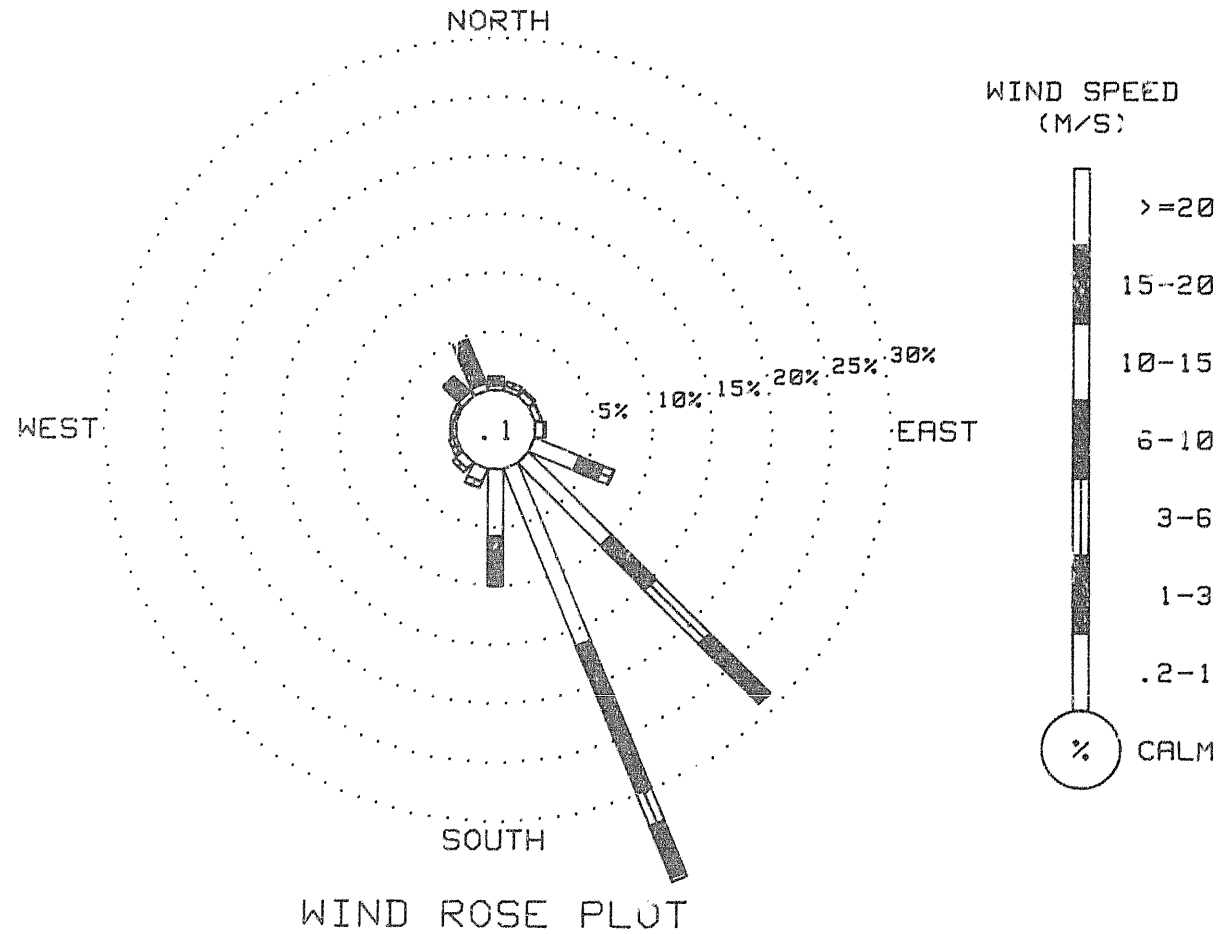 NORTH
WIND SPEED
(M/S)
>=20
15-20
10-15
6-10
3-6
1-3
.2-1
% CALM
30%
25%
20%
15%
10%
5%
WEST
.1
EAST
SOUTH
WIND ROSE PLOT